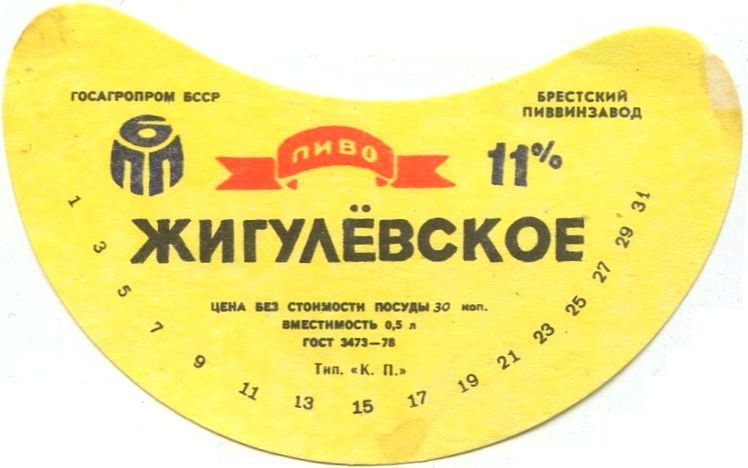 ГОСАГРОПРОМ БССР
БРЕСТСКИЙ
ПИВВИНЗАВОД
БПП
ПИВО
11%
ЖИГУЛЁВСКОЕ
ЦЕНА БЕЗ СТОИМОСТИ ПОСУДЫ 30 коп.
ВМЕСТИМОСТЬ 0,5 л
ГОСТ 3473—78
Тип. «К. П.»
1 3 5 7 9 11 13 15 17 19 21 23 25 27 29 31